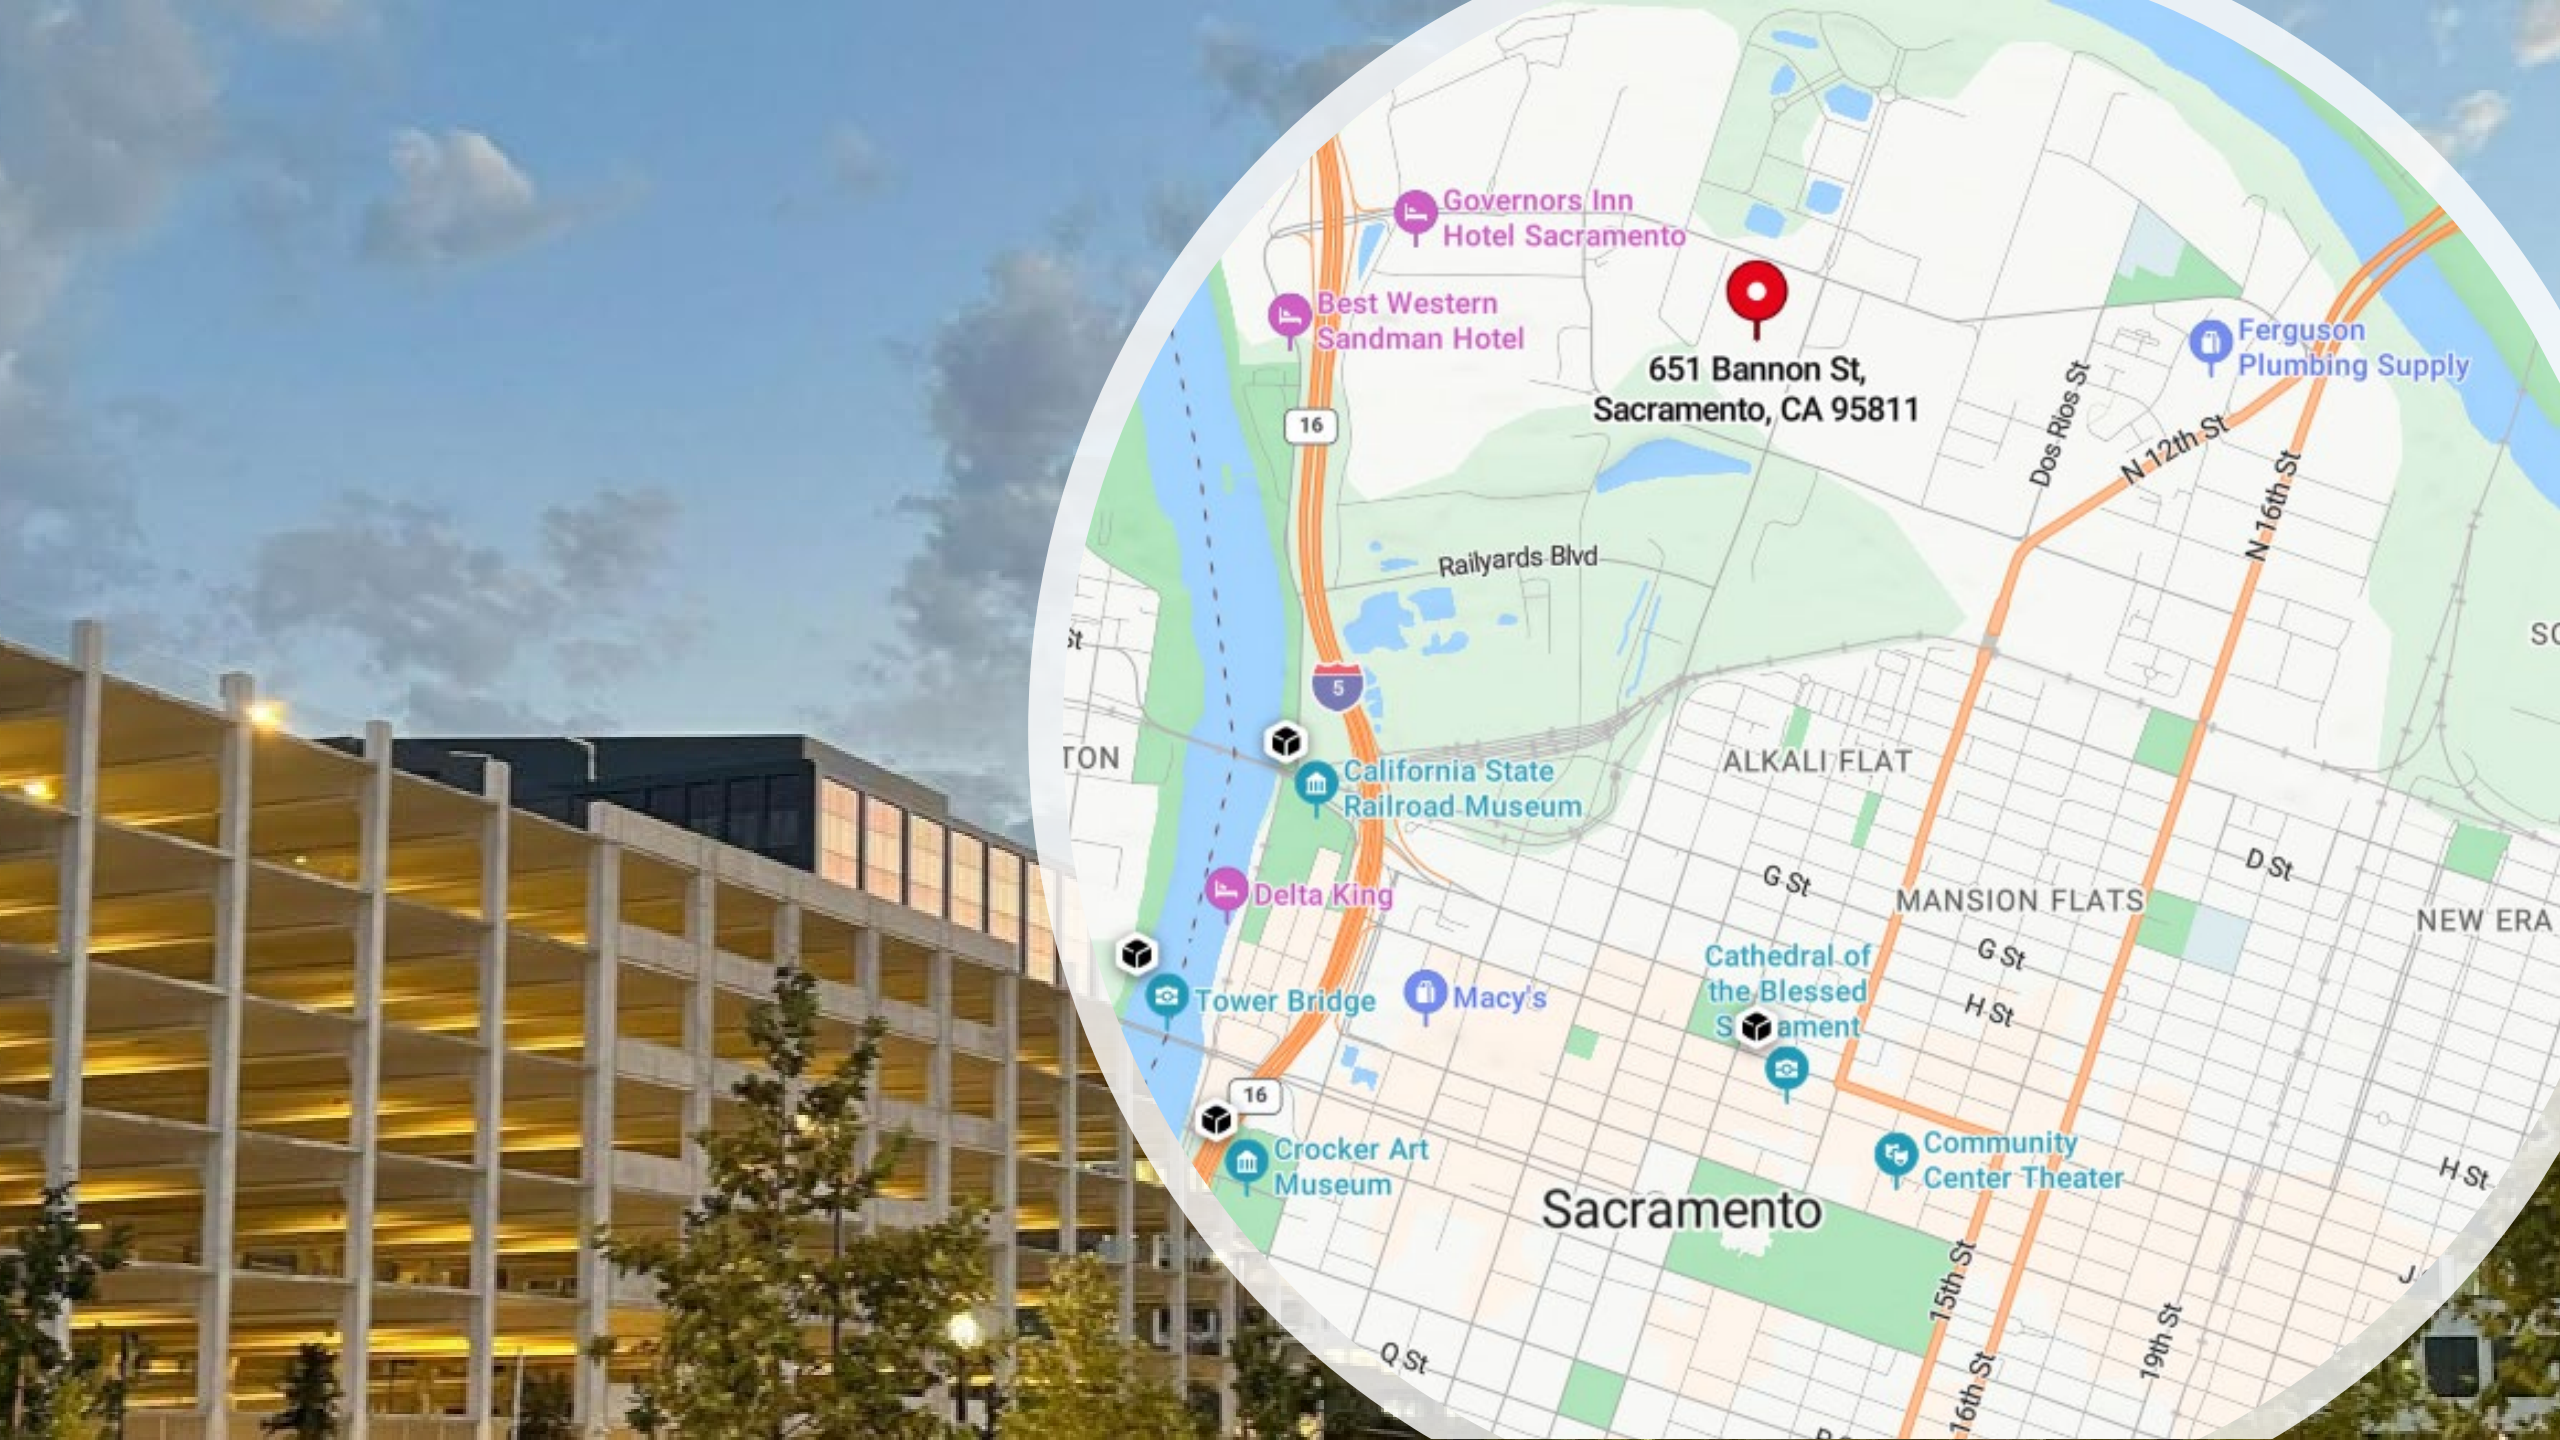 Governors Inn
Hotel Sacramento
Best Western
Sandman Hotel
651 Bannon St,
Sacramento, CA 95811
Ferguson
Plumbing Supply
16
Dos Rios St
N 12th St
N 16th St
Railyards Blvd
St
5
TON
ALKALI FLAT
California State
Railroad Museum
G St
D St
Delta King
MANSION FLATS
NEW ERA
G St
Cathedral of
the Blessed
S ament
H St
Tower Bridge
Macy's
16
Crocker Art
Museum
Community
Center Theater
H St
Sacramento
15th St
J
Q St
16th St
19th St